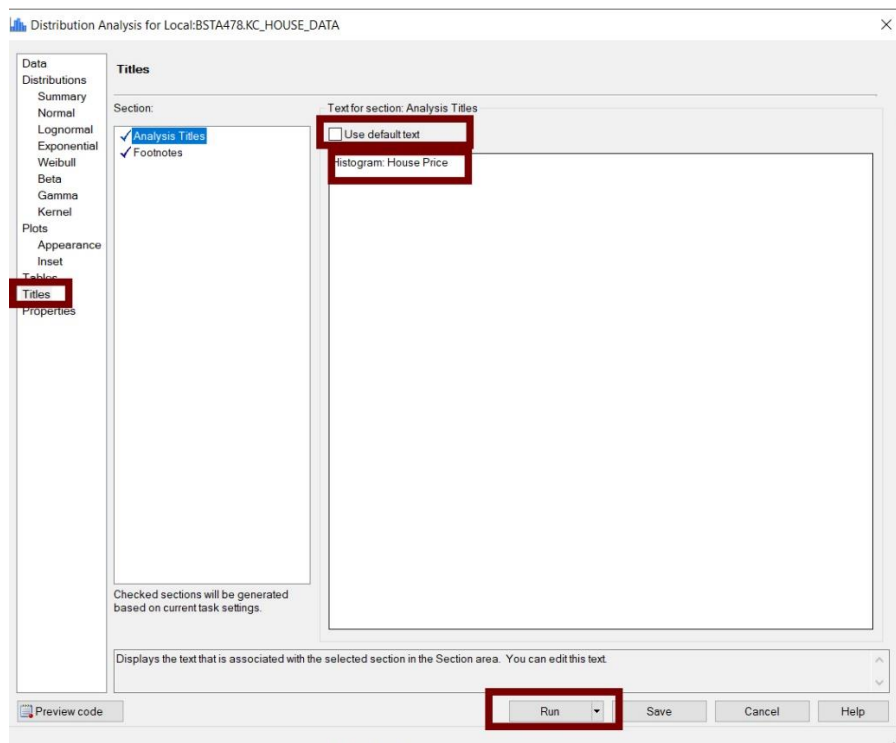 Distribution Analysis for Local:BSTA478.KC_HOUSE_DATA
Data
Distributions
Summary
Normal
Lognormal
Exponential
Weibull
Beta
Gamma
Kernel
Plots
Appearance
Inset
Tables
Titles
Properties
Titles
Section:
Analysis Titles
Footnotes
Checked sections will be generated
based on current task settings.
Text for section: Analysis Titles
Use default text
Histogram: House Price
Displays the text that is associated with the selected section in the Section area. You can edit this text.
Preview code
Run
Save
Cancel
Help